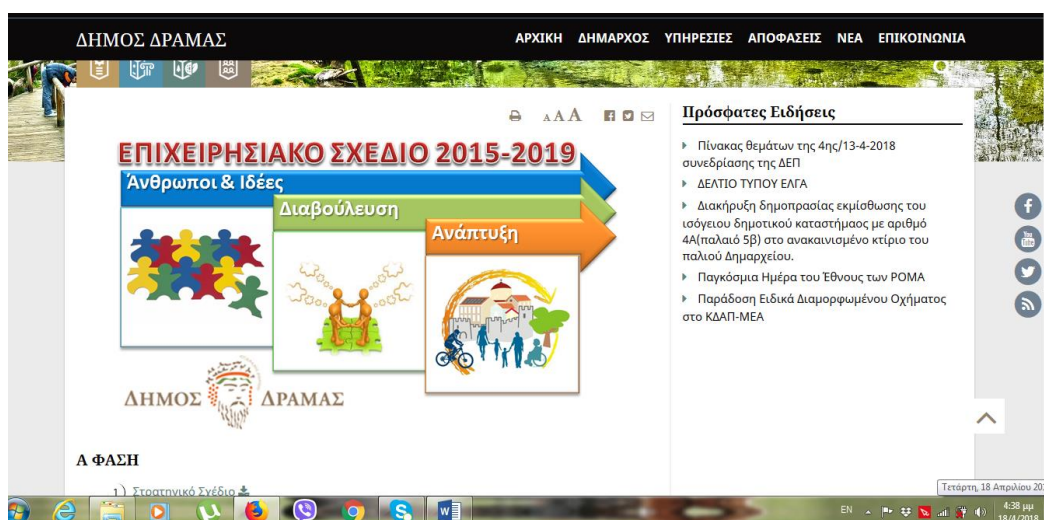 ΔΗΜΟΣ ΔΡΑΜΑΣ
ΑΡΧΙΚΗ ΔΗΜΑΡΧΟΣ ΥΠΗΡΕΣΙΕΣ ΑΠΟΦΑΣΕΙΣ ΝΕΑ ΕΠΙΚΟΙΝΩΝΙΑ
A A A
ΕΠΙΧΕΙΡΗΣΙΑΚΟ ΣΧΕΔΙΟ 2015-2019
Άνθρωποι & Ιδέες
Διαβούλευση
Ανάπτυξη
ΔΗΜΟΣ ΔΡΑΜΑΣ
Α ΦΑΣΗ
1) Στρατηγικό Σχέδιο
Πρόσφατες Ειδήσεις
Πίνακας θεμάτων της 4ης/13-4-2018
συνεδρίασης της ΔΕΠ
ΔΕΛΤΙΟ ΤΥΠΟΥ ΕΛΓΑ
Διακήρυξη δημοπρασίας εκμίσθωσης του
ισόγειου δημοτικού καταστήμαος με αριθμό
4Α(παλαιό 5β) στο ανακαινισμένο κτίριο του
παλιού Δημαρχείου.
Παγκόσμια Ημέρα του Έθνους των ΡΟΜΑ
Παράδοση Ειδικά Διαμορφωμένου Οχήματος
στο ΚΔΑΠ-ΜΕΑ
You
Tube
Τετάρτη, 18 Απριλίου 20
EN
4:38 μμ
18/4/2018